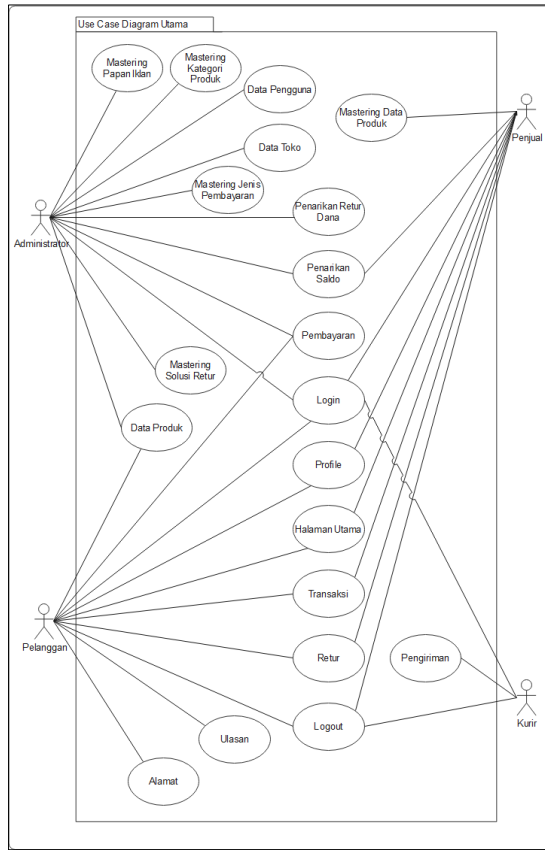 Use Case Diagram Utama
Mastering
Papan Iklan
Mastering
Kategori
Produk
Data Pengguna
Mastering Data
Produk
Penjual
Data Toko
Mastering Jenis
Pembayaran
Penarikan Retur
Dana
Administrator
Penarikan
Saldo
Pembayaran
Mastering
Solusi Retur
Login
Data Produk
Profile
Halaman Utama
Transaksi
Pelanggan
Retur
Pengiriman
Kurir
Logout
Ulasan
Alamat